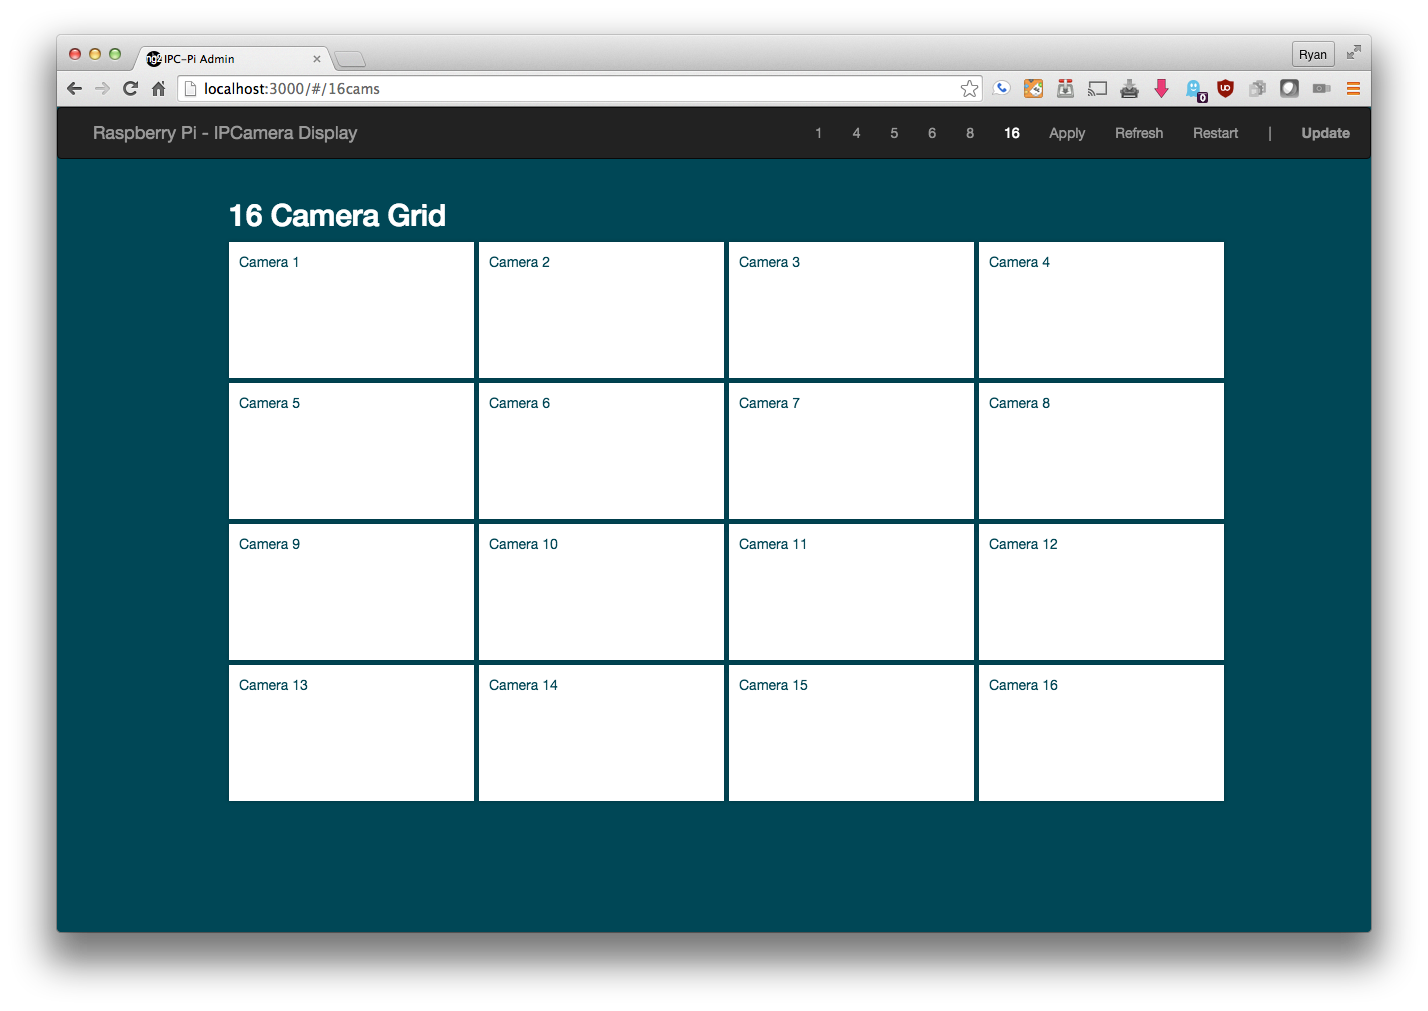 ng2 IPC-Pi Admin
Ryan
localhost:3000/#/16cams
0
Raspberry Pi - IPCamera Display 1 4 5 6 8 16 Apply Refresh Restart | Update
16 Camera Grid
Camera 1 Camera 2 Camera 3 Camera 4
Camera 5 Camera 6 Camera 7 Camera 8
Camera 9 Camera 10 Camera 11 Camera 12
Camera 13 Camera 14 Camera 15 Camera 16